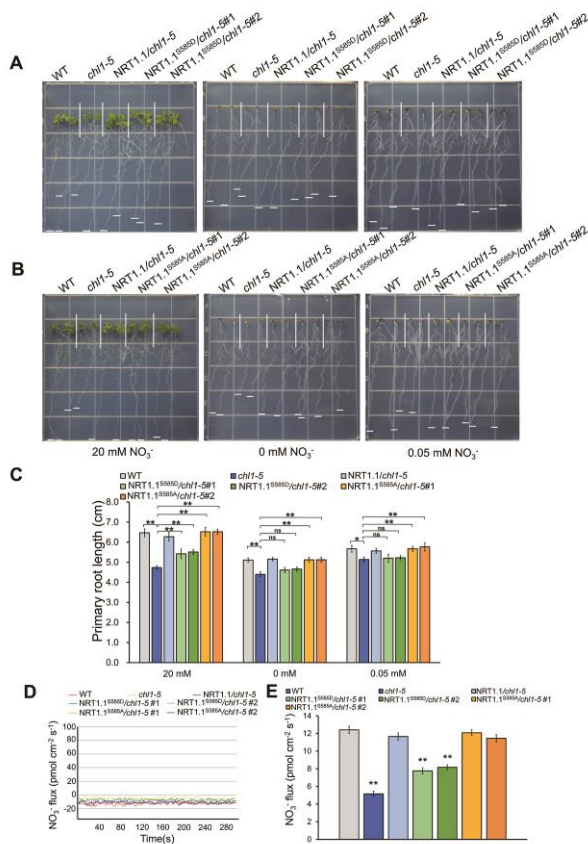 A
WT
chl1-5
NRT1.1/chl1-5
NRT1.1S585D/chl1-5#1
NRT1.1S585D/chl1-5#2
WT
chl1-5
NRT1.1/chl1-5
NRT1.1S585D/chl1-5#1
NRT1.1S585D/chl1-5#2
WT
chl1-5
NRT1.1/chl1-5
NRT1.1S585D/chl1-5#1
NRT1.1S585D/chl1-5#2
B
WT
chl1-5
NRT1.1/chl1-5
NRT1.1S585A/chl1-5#1
NRT1.1S585A/chl1-5#2
WT
chl1-5
NRT1.1/chl1-5
NRT1.1S585A/chl1-5#1
NRT1.1S585A/chl1-5#2
WT
chl1-5
NRT1.1/chl1-5
NRT1.1S585A/chl1-5#1
NRT1.1S585A/chl1-5#2
20 mM NO₃⁻ 0 mM NO₃⁻ 0.05 mM NO₃⁻
C
WT chl1-5 NRT1.1/chl1-5
NRT1.1S585D/chl1-5#1 NRT1.1S585D/chl1-5#2 NRT1.1S585A/chl1-5#1
NRT1.1S585A/chl1-5#2
Primary root length (cm)
8.0
7.0
6.0
5.0
4.0
3.0
2.0
1.0
0.0
** ** ** ** **
** ns ns ** **
* ns ns ** **
20 mM 0 mM 0.05 mM
D
WT chl1-5 NRT1.1/chl1-5
NRT1.1S585D/chl1-5 #1 NRT1.1S585D/chl1-5 #2
NRT1.1S585A/chl1-5 #1 NRT1.1S585A/chl1-5 #2
NO₃⁻ flux (pmol cm⁻² s⁻¹)
100
80
60
40
20
0
-20
40 80 120 160 200 240 280
Time(s)
E
WT chl1-5 NRT1.1/chl1-5
NRT1.1S585D/chl1-5 #1 NRT1.1S585D/chl1-5 #2 NRT1.1S585A/chl1-5 #1
NRT1.1S585A/chl1-5 #2
NO₃⁻ flux (pmol cm⁻² s⁻¹)
14
12
10
8
6
4
2
0
** ** **